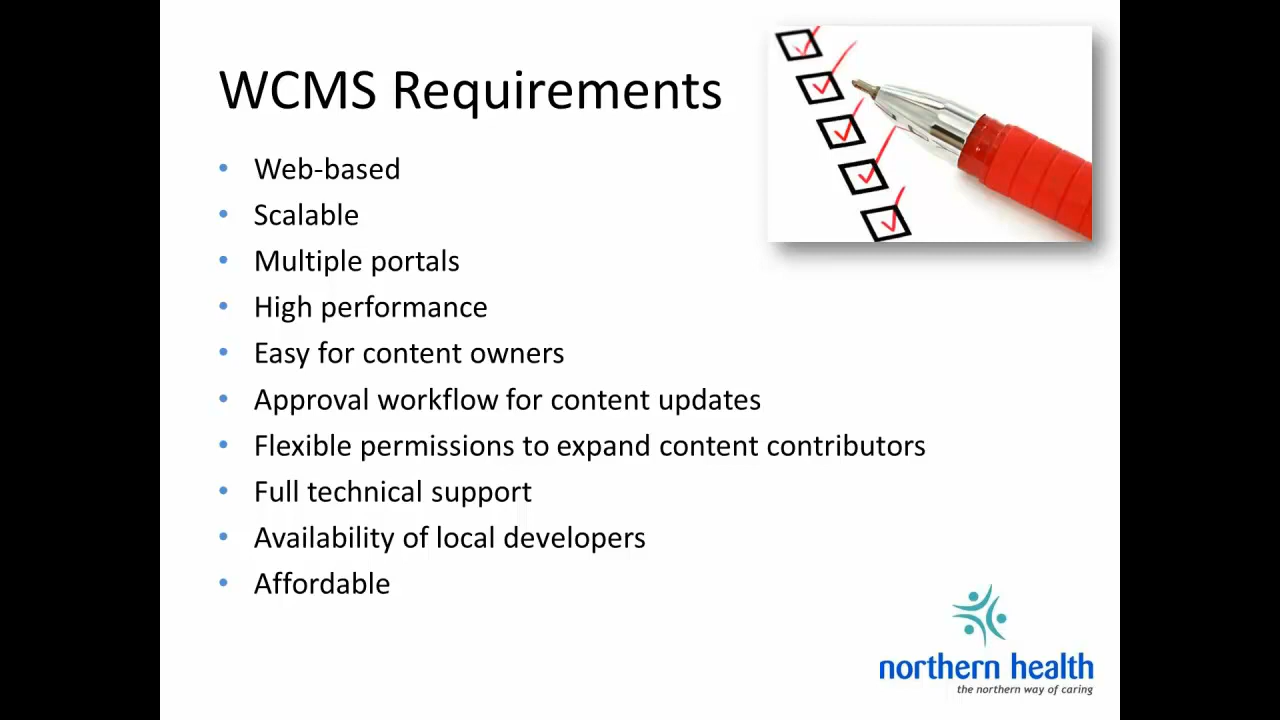 WCMS Requirements
• Web-based
• Scalable
• Multiple portals
• High performance
• Easy for content owners
• Approval workflow for content updates
• Flexible permissions to expand content contributors
• Full technical support
• Availability of local developers
• Affordable
northern health
the northern way of caring